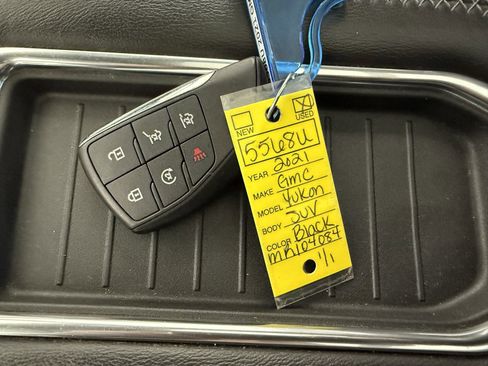 NEW USED
5568U
YEAR 2021
MAKE GMC
MODEL Yukon
BODY SUV
COLOR Black
MR104084
1/1